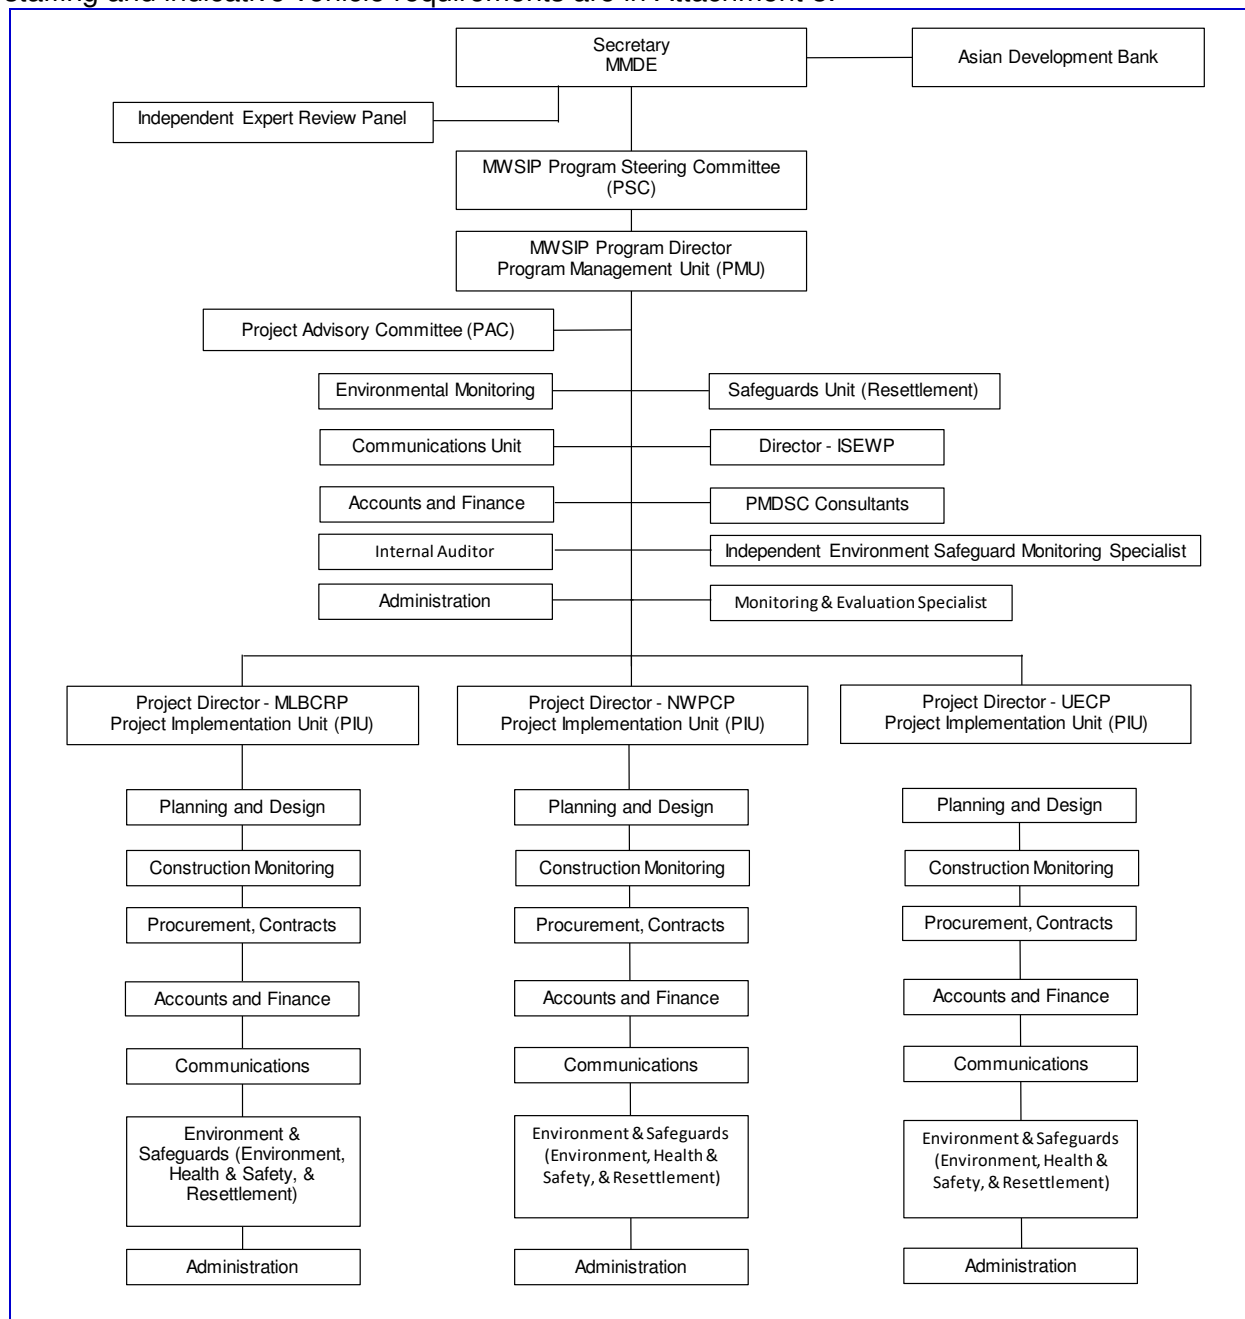 staffing and indicative vehicle requirements are in Attachment 3.
Secretary
MMDE
Asian Development Bank
Independent Expert Review Panel
MWSIP Program Steering Committee
(PSC)
MWSIP Program Director
Program Management Unit (PMU)
Project Advisory Committee (PAC)
Environmental Monitoring
Safeguards Unit (Resettlement)
Communications Unit
Director - ISEWP
Accounts and Finance
PMDSC Consultants
Internal Auditor
Independent Environment Safeguard Monitoring Specialist
Administration
Monitoring & Evaluation Specialist
Project Director - MLBCRP
Project Implementation Unit (PIU)
Project Director - NWPCP
Project Implementation Unit (PIU)
Project Director - UECP
Project Implementation Unit (PIU)
Planning and Design
Planning and Design
Planning and Design
Construction Monitoring
Construction Monitoring
Construction Monitoring
Procurement, Contracts
Procurement, Contracts
Procurement, Contracts
Accounts and Finance
Accounts and Finance
Accounts and Finance
Communications
Communications
Communications
Environment &
Safeguards (Environment,
Health & Safety, &
Resettlement)
Environment & Safeguards
(Environment, Health &
Safety, & Resettlement)
Environment & Safeguards
(Environment, Health &
Safety, & Resettlement)
Administration
Administration
Administration